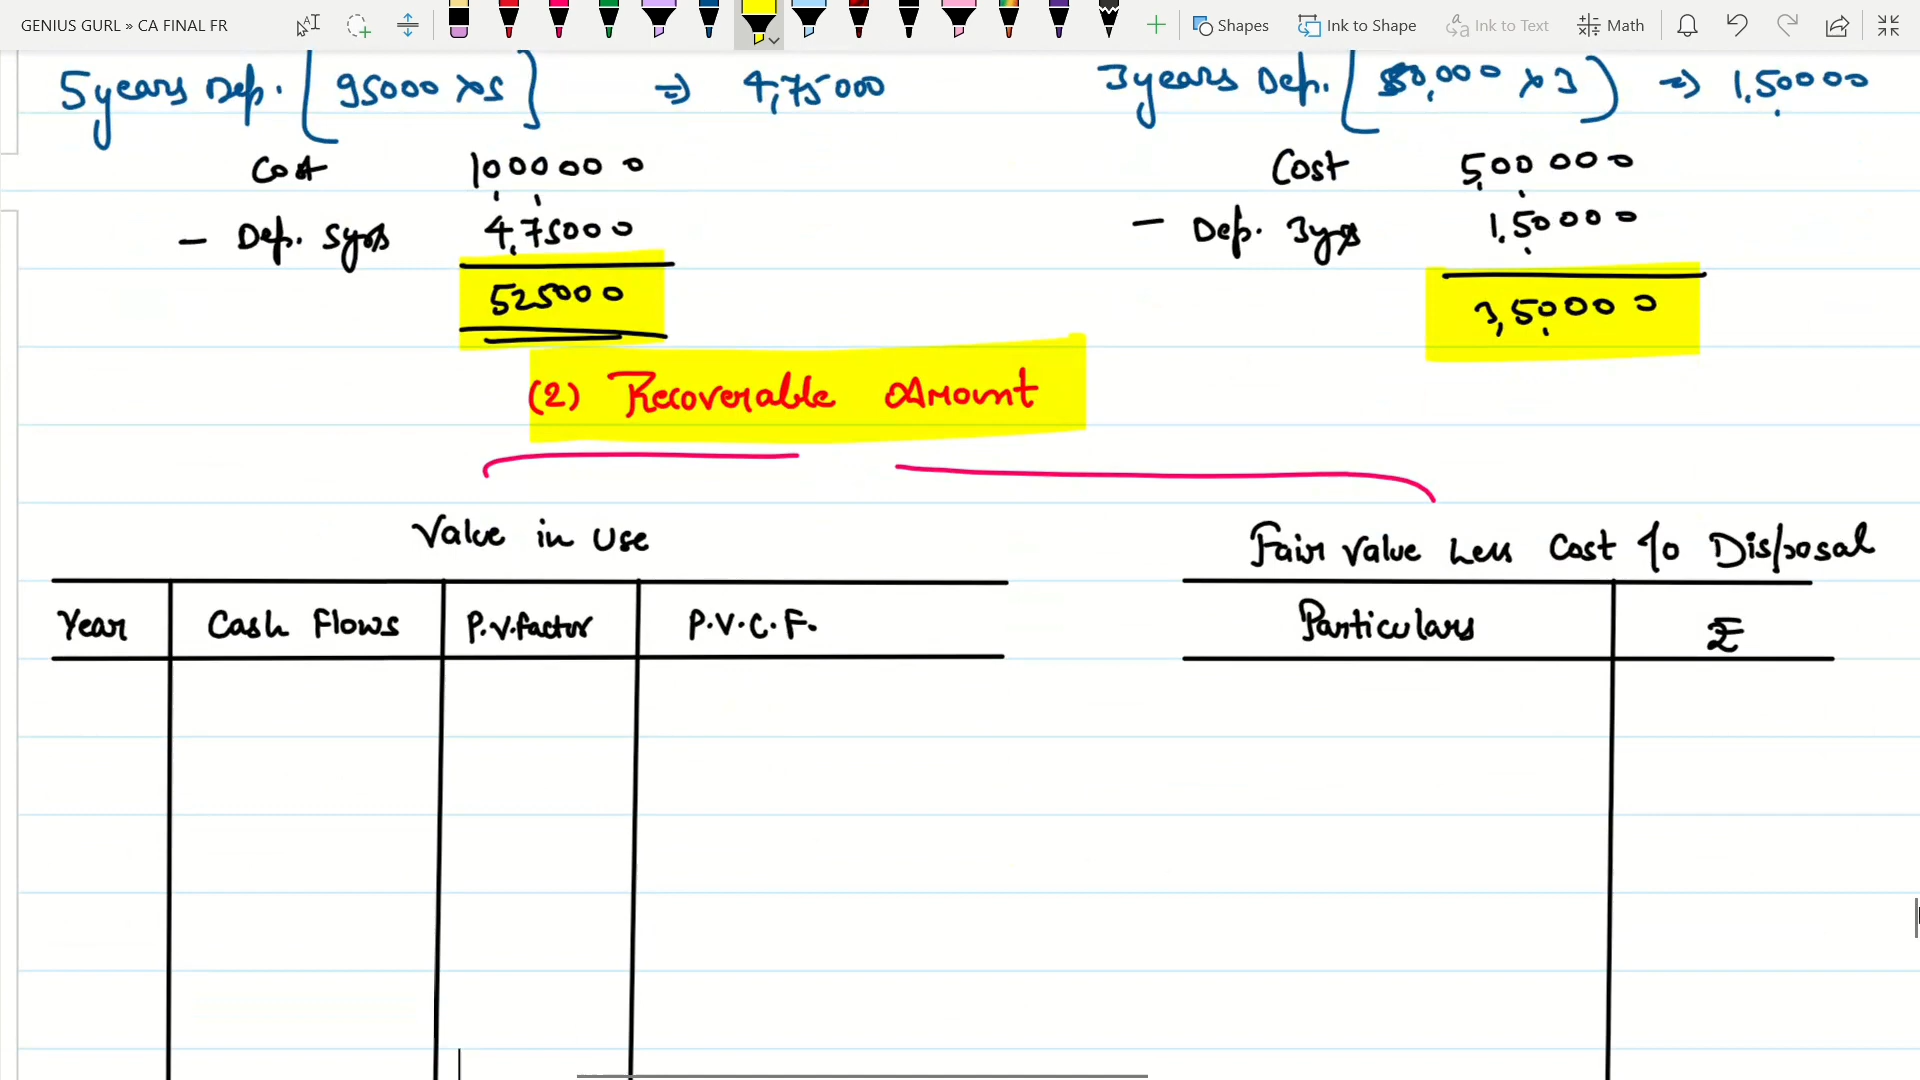 GENIUS GURL » CA FINAL FR
Shapes
Ink to Shape
Ink to Text
Math
5years Dep. [95000 x5] ⇒ 4,75000
3years Dep. [50,000 x 3) ⇒ 1,50000
Cost 1000000
Cost 5,00000
- Dep. 5yrs 4,75000
- Dep. 3yrs 1,50000
525000
3,50000
(2) Recoverable Amount
Value in Use
Fair Value Less Cost to Disposal
Year Cash Flows P.V.factor P.V.C.F.
Particulars ₹